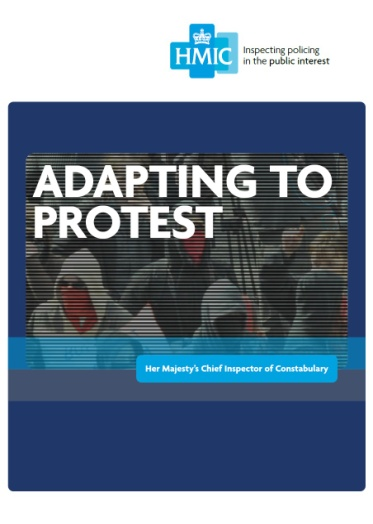 HMIC
Inspecting policing
in the public interest
ADAPTING TO
PROTEST
Her Majesty's Chief Inspector of Constabulary